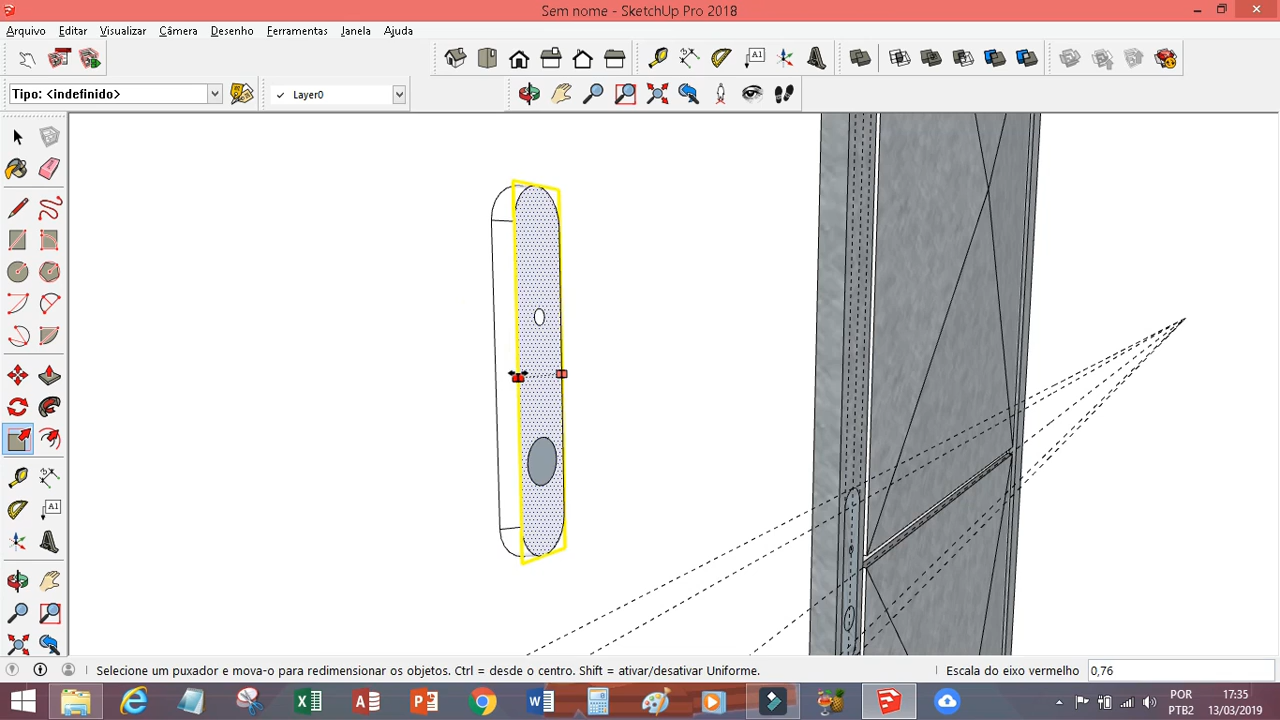 Sem nome - SketchUp Pro 2018
Arquivo Editar Visualizar Câmera Desenho Ferramentas Janela Ajuda
A1
Tipo: <indefinido>
Layer0
A1
Selecione um puxador e mova-o para redimensionar os objetos. Ctrl = desde o centro. Shift = ativar/desativar Uniforme.
Escala do eixo vermelho 0,76
POR
PTB2
17:35
13/03/2019